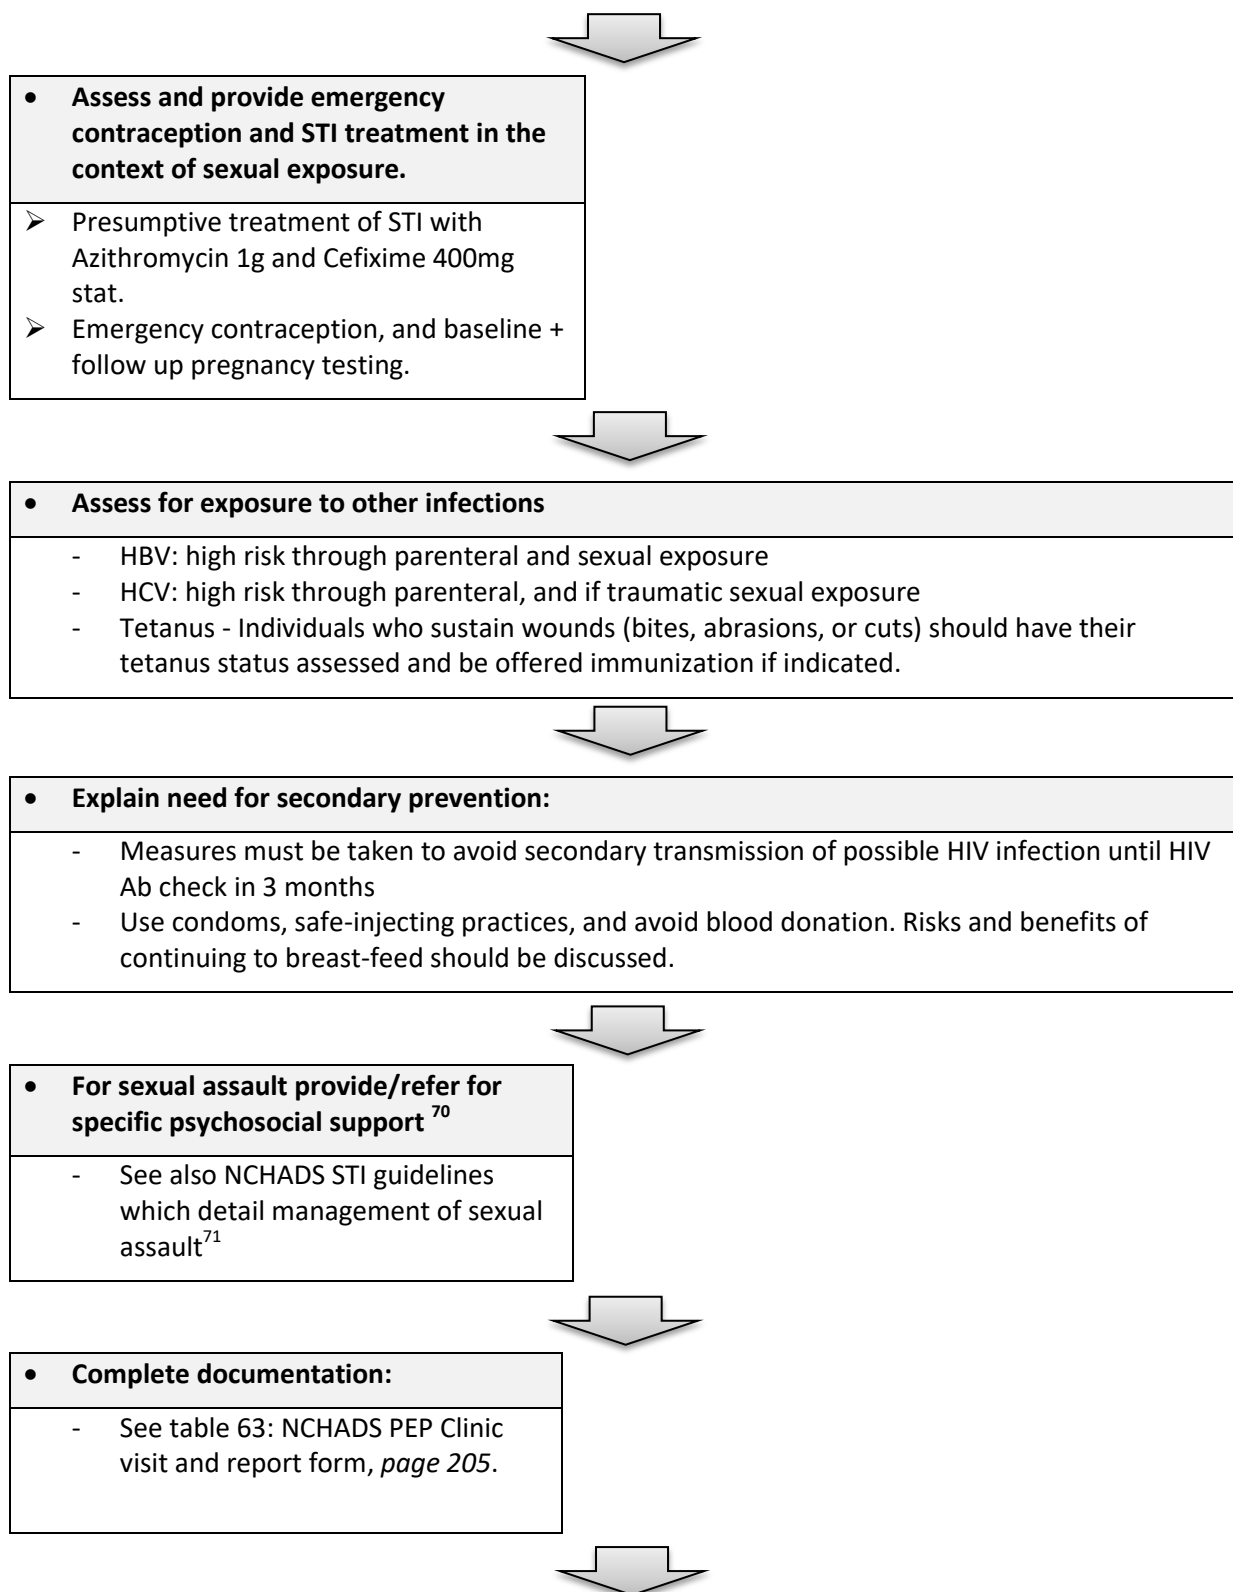 • Assess and provide emergency
contraception and STI treatment in the
context of sexual exposure.
➢ Presumptive treatment of STI with
Azithromycin 1g and Cefixime 400mg
stat.
➢ Emergency contraception, and baseline +
follow up pregnancy testing.
• Assess for exposure to other infections
- HBV: high risk through parenteral and sexual exposure
- HCV: high risk through parenteral, and if traumatic sexual exposure
- Tetanus - Individuals who sustain wounds (bites, abrasions, or cuts) should have their
tetanus status assessed and be offered immunization if indicated.
• Explain need for secondary prevention:
- Measures must be taken to avoid secondary transmission of possible HIV infection until HIV
Ab check in 3 months
- Use condoms, safe-injecting practices, and avoid blood donation. Risks and benefits of
continuing to breast-feed should be discussed.
• For sexual assault provide/refer for
specific psychosocial support 70
- See also NCHADS STI guidelines
which detail management of sexual
assault71
• Complete documentation:
- See table 63: NCHADS PEP Clinic
visit and report form, page 205.